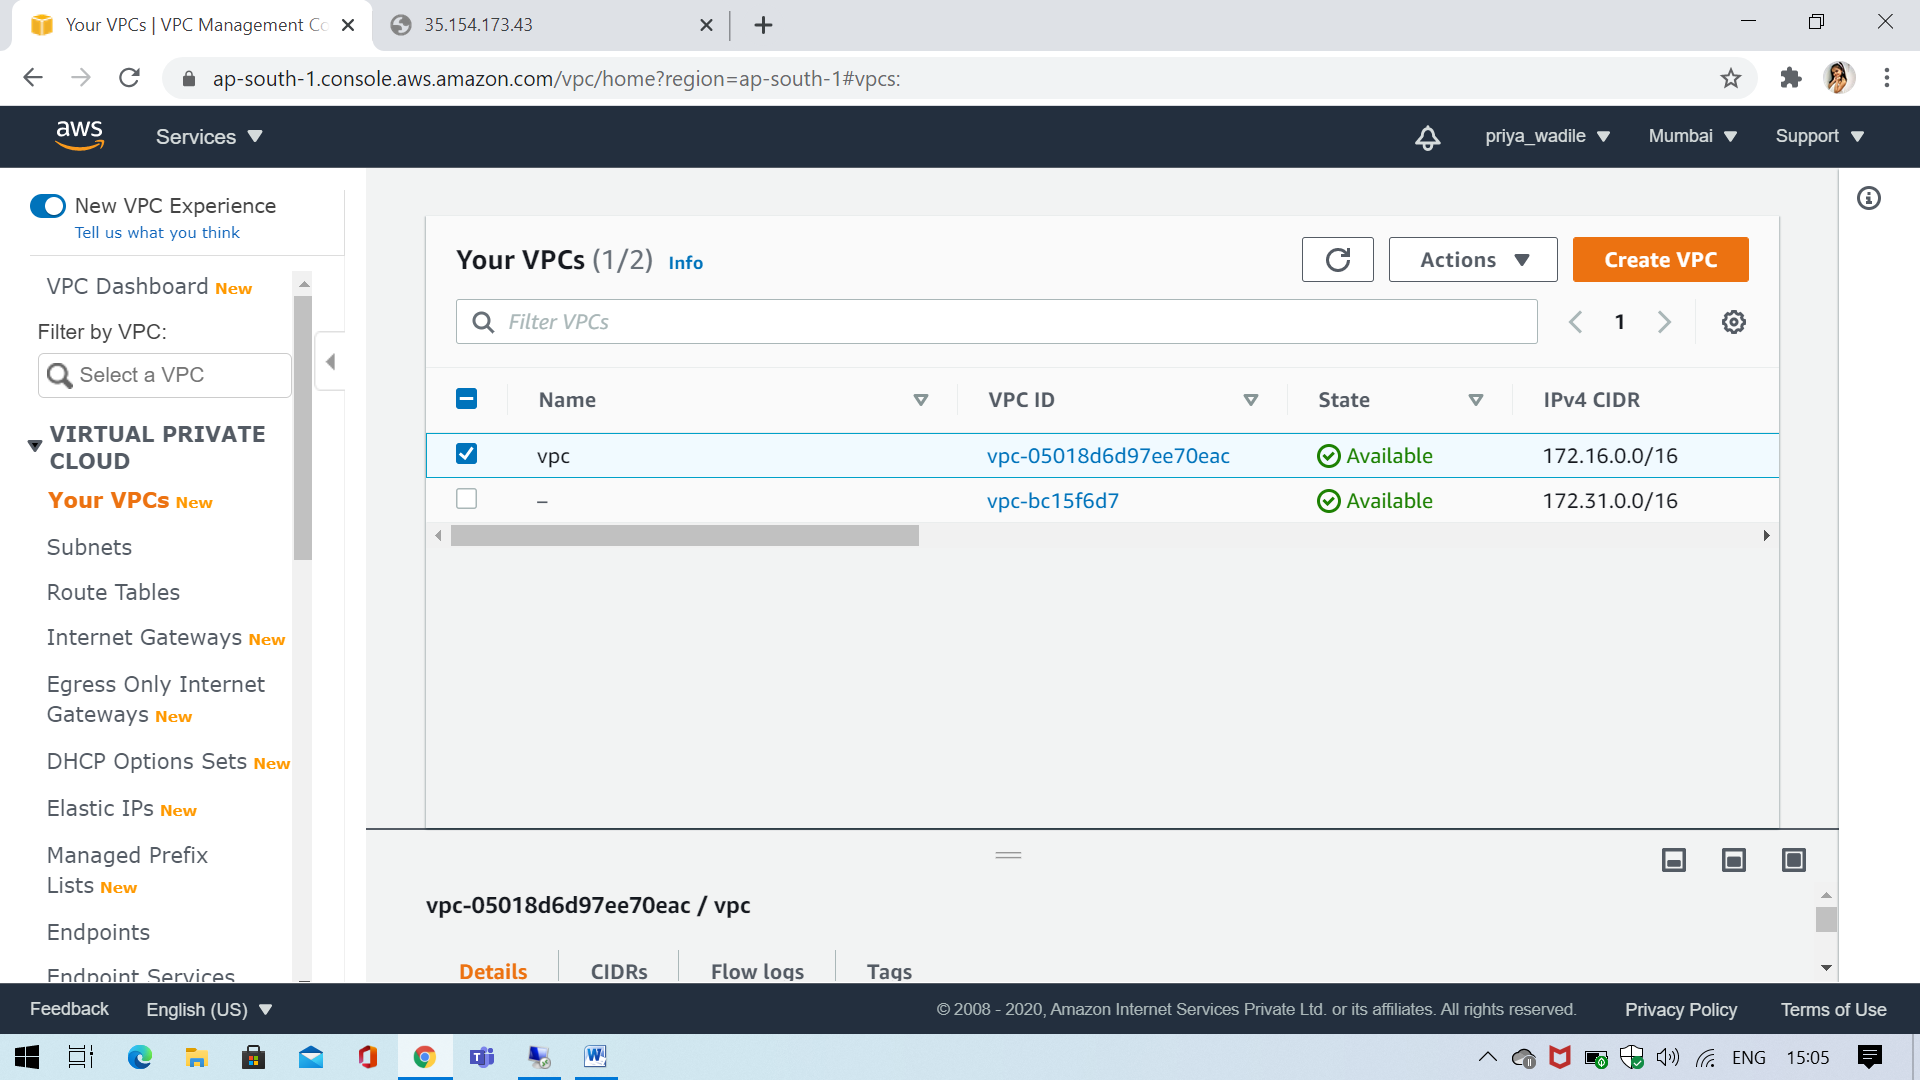 Your VPCs | VPC Management Co
35.154.173.43
ap-south-1.console.aws.amazon.com/vpc/home?region=ap-south-1#vpcs:
aws
Services
priya_wadile
Mumbai
Support
New VPC Experience
Tell us what you think
VPC Dashboard New
Filter by VPC:
Select a VPC
VIRTUAL PRIVATE
CLOUD
Your VPCs New
Subnets
Route Tables
Internet Gateways New
Egress Only Internet
Gateways New
DHCP Options Sets New
Elastic IPs New
Managed Prefix
Lists New
Endpoints
Endpoint Services
Your VPCs (1/2) Info
Actions
Create VPC
Filter VPCs
1
Name VPC ID State IPv4 CIDR
vpc vpc-05018d6d97ee70eac Available 172.16.0.0/16
– vpc-bc15f6d7 Available 172.31.0.0/16
vpc-05018d6d97ee70eac / vpc
Details CIDRs Flow logs Tags
Feedback English (US) © 2008 - 2020, Amazon Internet Services Private Ltd. or its affiliates. All rights reserved. Privacy Policy Terms of Use
ENG 15:05